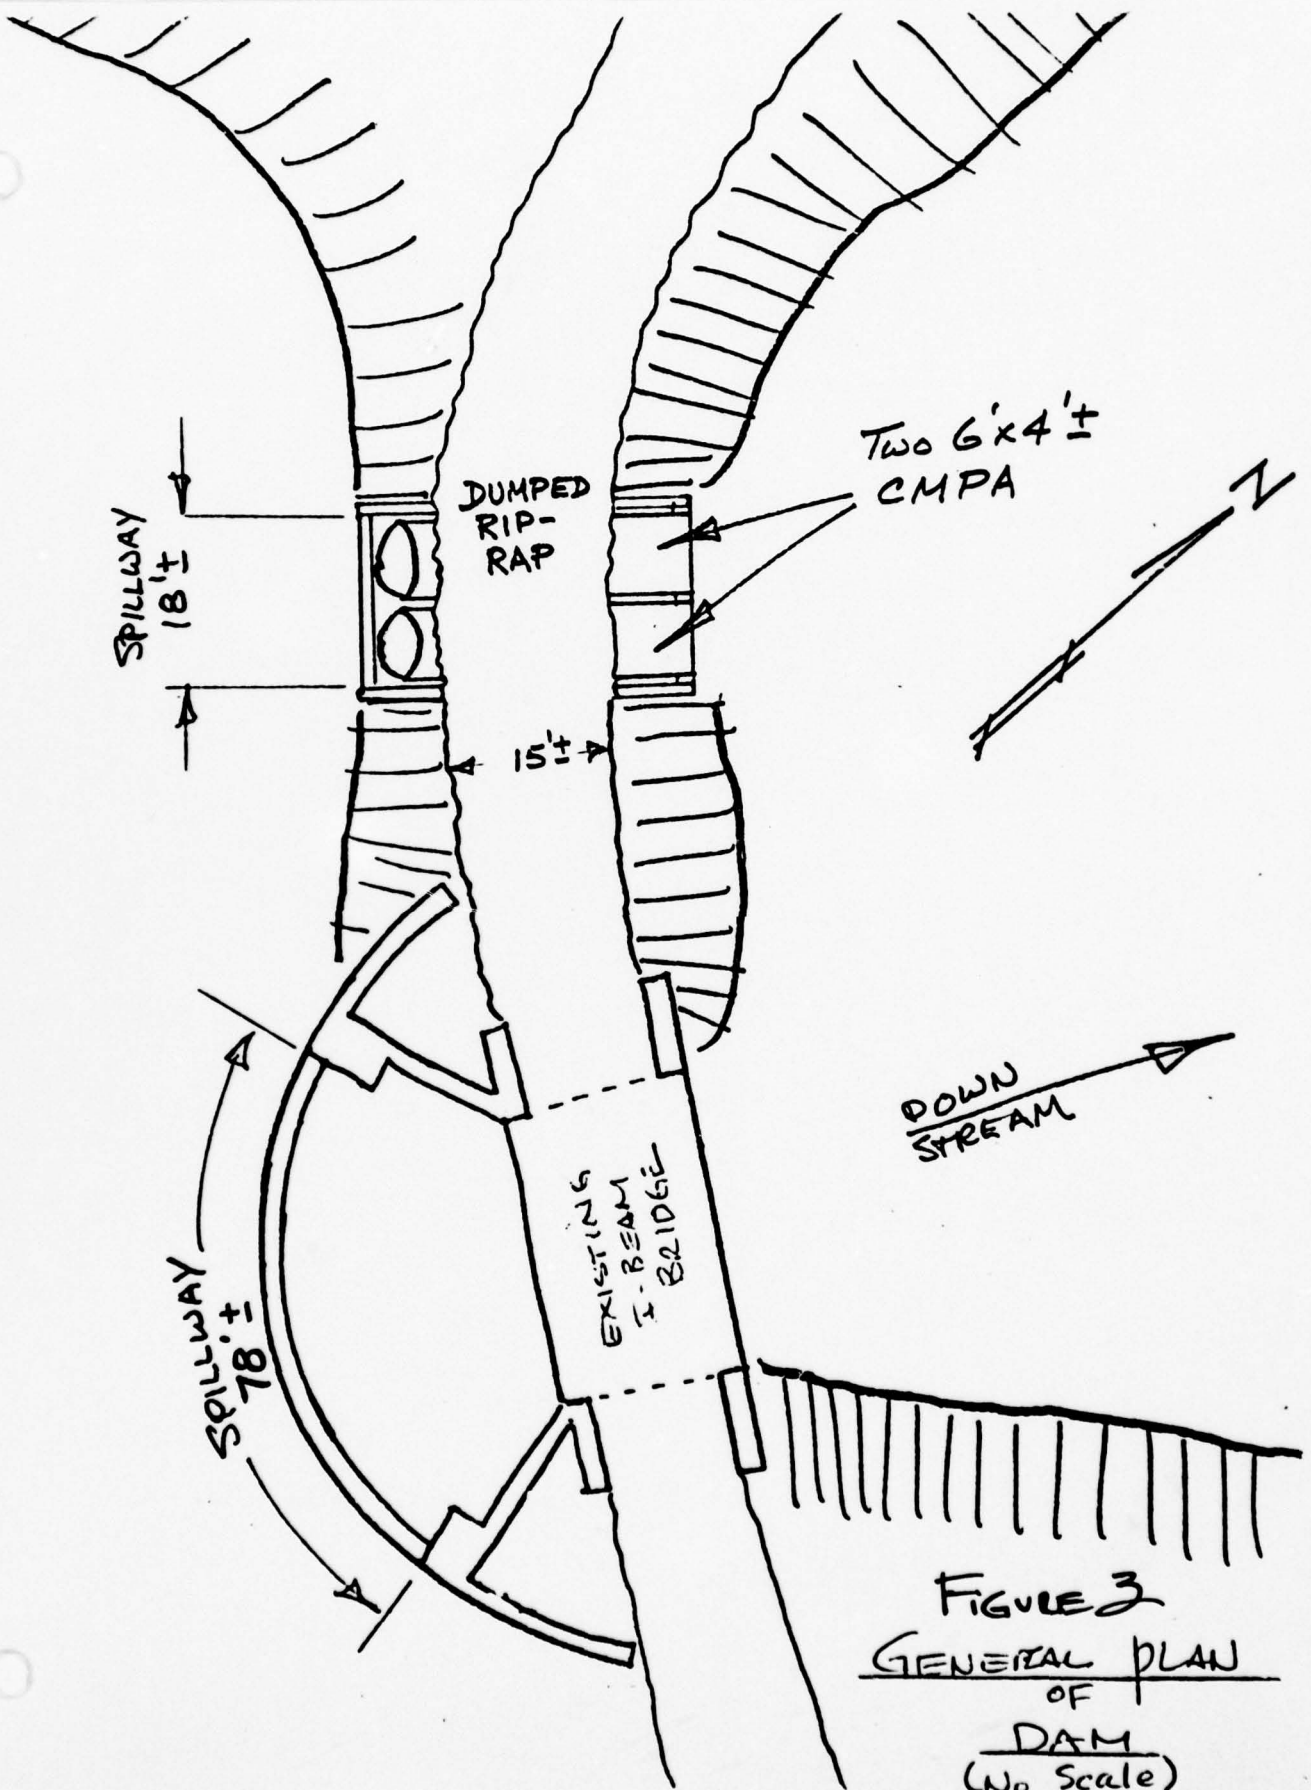 DUMPED
RIP-
RAP
Two 6'x4'±
CMPA
SPILLWAY
18'±
N
15'±
DOWN
STREAM
EXISTING
I-BEAM
BRIDGE
SPILLWAY
78'±
FIGURE 3
GENERAL PLAN
OF
DAM
(No Scale)